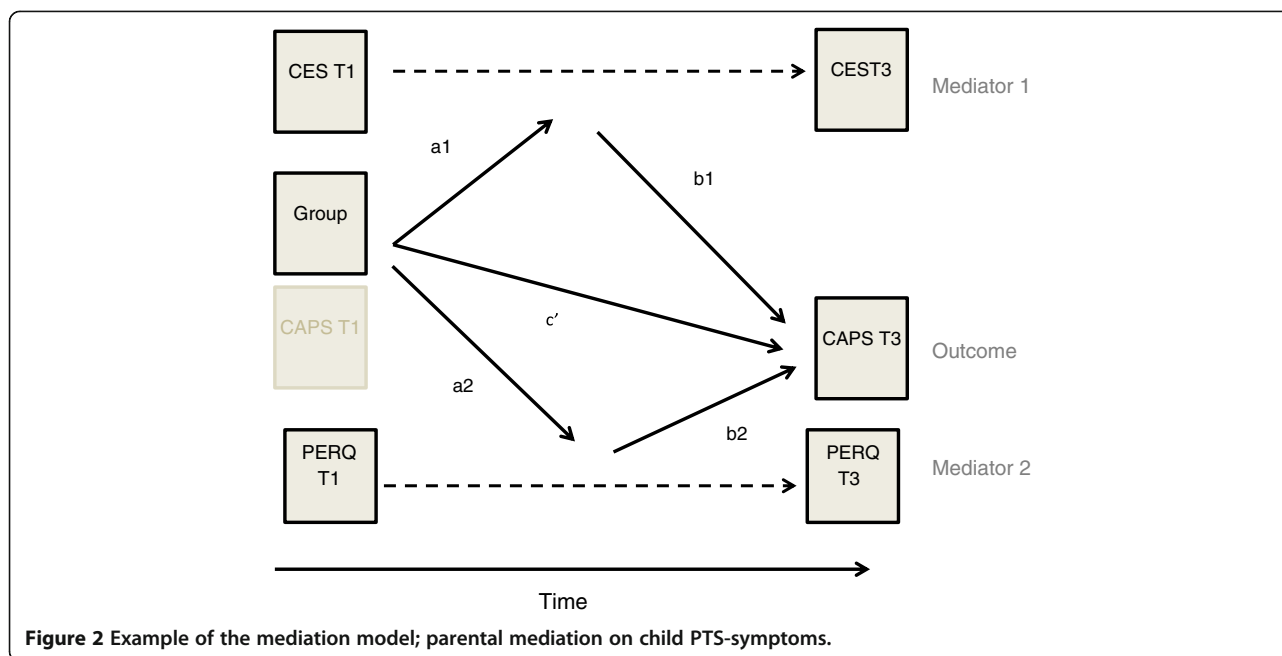 CES T1
CEST3
Mediator 1
a1
b1
Group
CAPS T1
c’
CAPS T3
Outcome
a2
b2
PERQ
T1
PERQ
T3
Mediator 2
Time
Figure 2 Example of the mediation model; parental mediation on child PTS-symptoms.